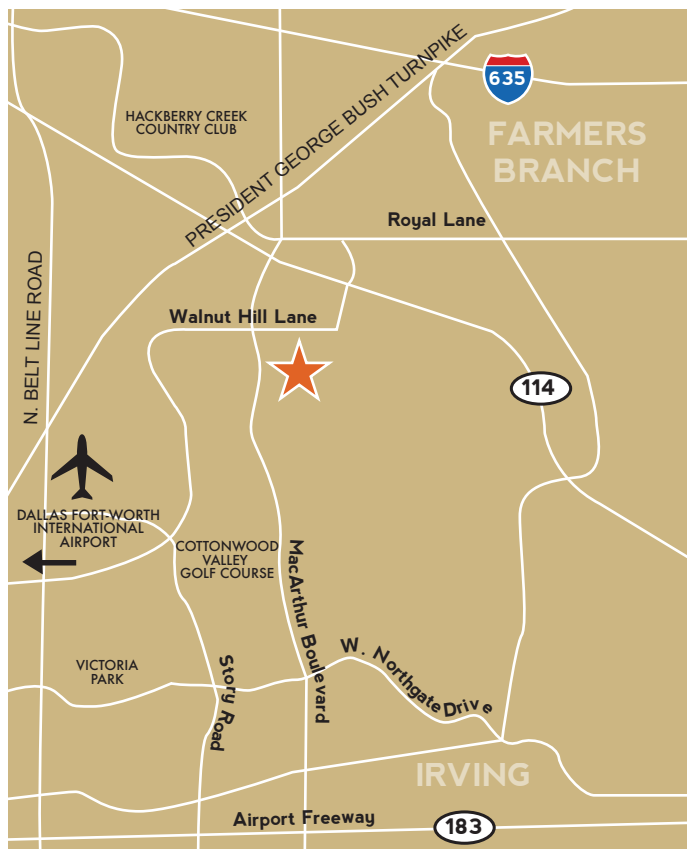 635
HACKBERRY CREEK
COUNTRY CLUB
PRESIDENT GEORGE BUSH TURNPIKE
FARMERS
BRANCH
Royal Lane
N. BELT LINE ROAD
Walnut Hill Lane
114
DALLAS FORT-WORTH
INTERNATIONAL
AIRPORT
COTTONWOOD
VALLEY
GOLF COURSE
MacArthur Boulevard
VICTORIA
PARK
Story Road
W. Northgate Drive
IRVING
Airport Freeway
183